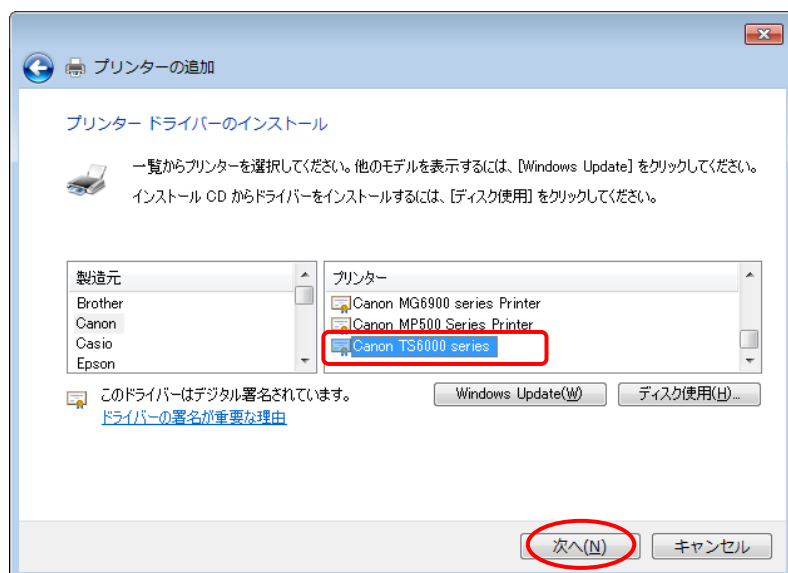 プリンターの追加
プリンター ドライバーのインストール
一覧からプリンターを選択してください。他のモデルを表示するには、[Windows Update] をクリックしてください。
インストール CD からドライバーをインストールするには、[ディスク使用] をクリックしてください。
製造元
プリンター
Brother
Canon
Casio
Epson
Canon MG6900 series Printer
Canon MP500 Series Printer
Canon TS6000 series
このドライバーはデジタル署名されています。
ドライバーの署名が重要な理由
Windows Update(W)
ディスク使用(H)...
次へ(N)
キャンセル